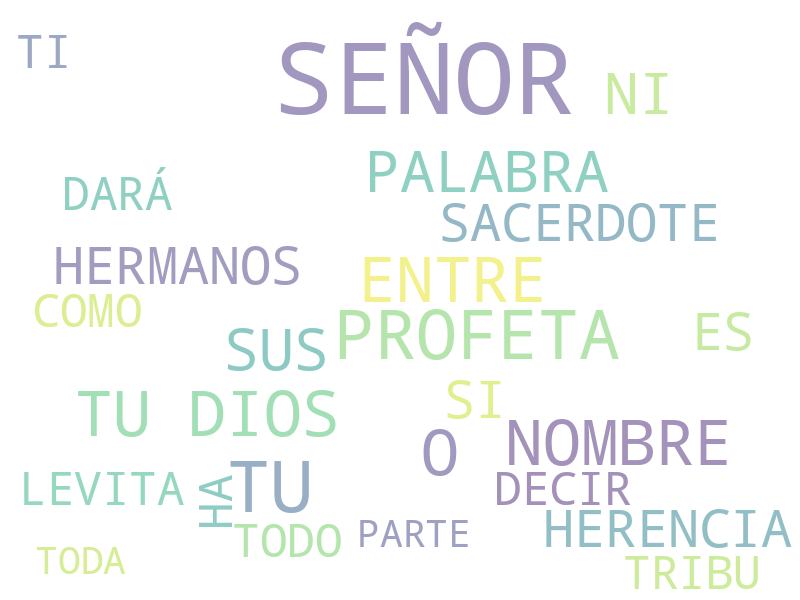 TI
SEÑOR
NI
PALABRA
DARÁ
SACERDOTE
HERMANOS
ENTRE
COMO
PROFETA
ES
SUS
SI
TU DIOS
NOMBRE
O
LEVITA
HA
TU
DECIR
TODO
PARTE
HERENCIA
TODA
TRIBU